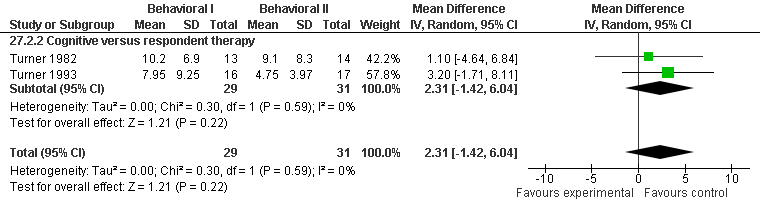 Behavioral I Behavioral II Mean Difference Mean Difference
Study or Subgroup Mean SD Total Mean SD Total Weight IV, Random, 95% CI IV, Random, 95% CI
27.2.2 Cognitive versus respondent therapy
Turner 1982 10.2 6.9 13 9.1 8.3 14 42.2% 1.10 [-4.64, 6.84]
Turner 1993 7.95 9.25 16 4.75 3.97 17 57.8% 3.20 [-1.71, 8.11]
Subtotal (95% CI) 29 31 100.0% 2.31 [-1.42, 6.04]
Heterogeneity: Tau² = 0.00; Chi² = 0.30, df = 1 (P = 0.59); I² = 0%
Test for overall effect: Z = 1.21 (P = 0.22)
Total (95% CI) 29 31 100.0% 2.31 [-1.42, 6.04]
Heterogeneity: Tau² = 0.00; Chi² = 0.30, df = 1 (P = 0.59); I² = 0%
-10 -5 0 5 10
Test for overall effect: Z = 1.21 (P = 0.22)
Favours experimental Favours control